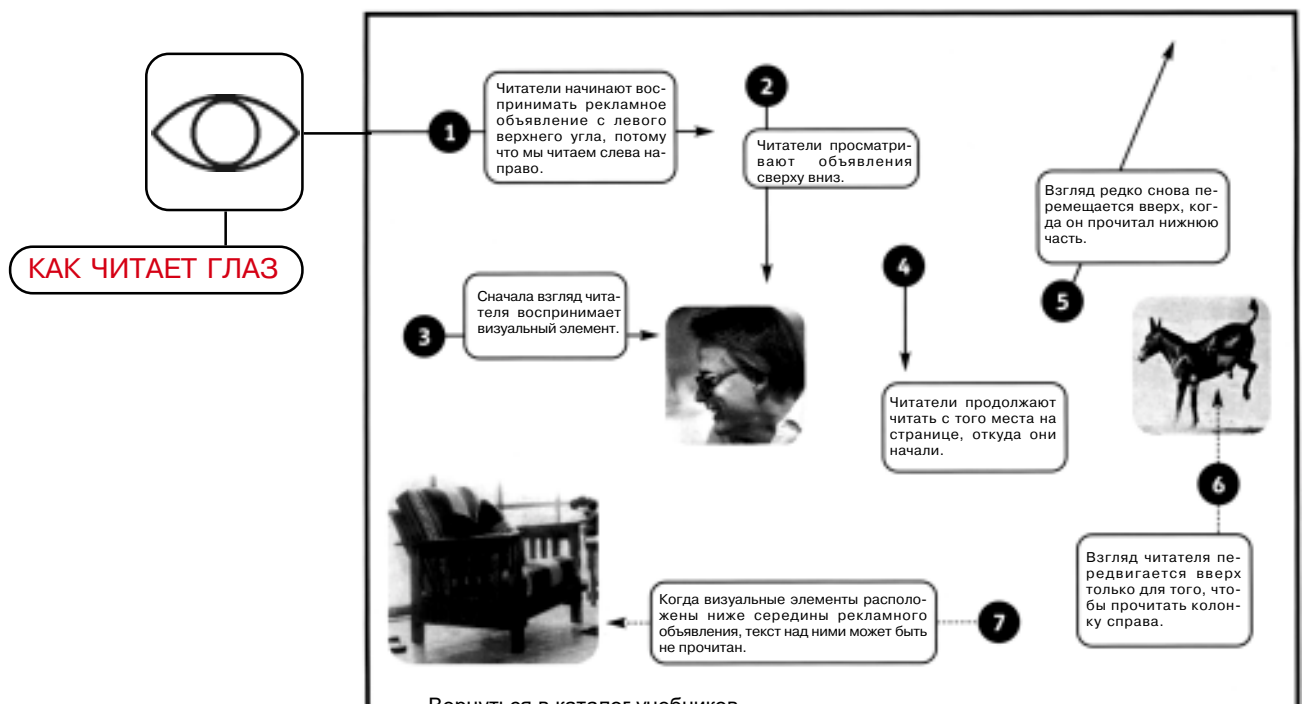 КАК ЧИТАЕТ ГЛАЗ
1
Читатели начинают вос-
принимать рекламное
объявление с левого
верхнего угла, потому
что мы читаем слева на-
право.
2
Читатели просматри-
вают объявления
сверху вниз.
3
Сначала взгляд чита-
теля воспринимает
визуальный элемент.
4
Читатели продолжают
читать с того места на
странице, откуда они
начали.
Взгляд редко снова пе-
ремещается вверх, ког-
да он прочитал нижнюю
часть.
5
6
Взгляд читателя пе-
редвигается вверх
только для того, что-
бы прочитать колон-
ку справа.
Когда визуальные элементы располо-
жены ниже середины рекламного
объявления, текст над ними может быть
не прочитан.
7
Вернуться в каталог учебников